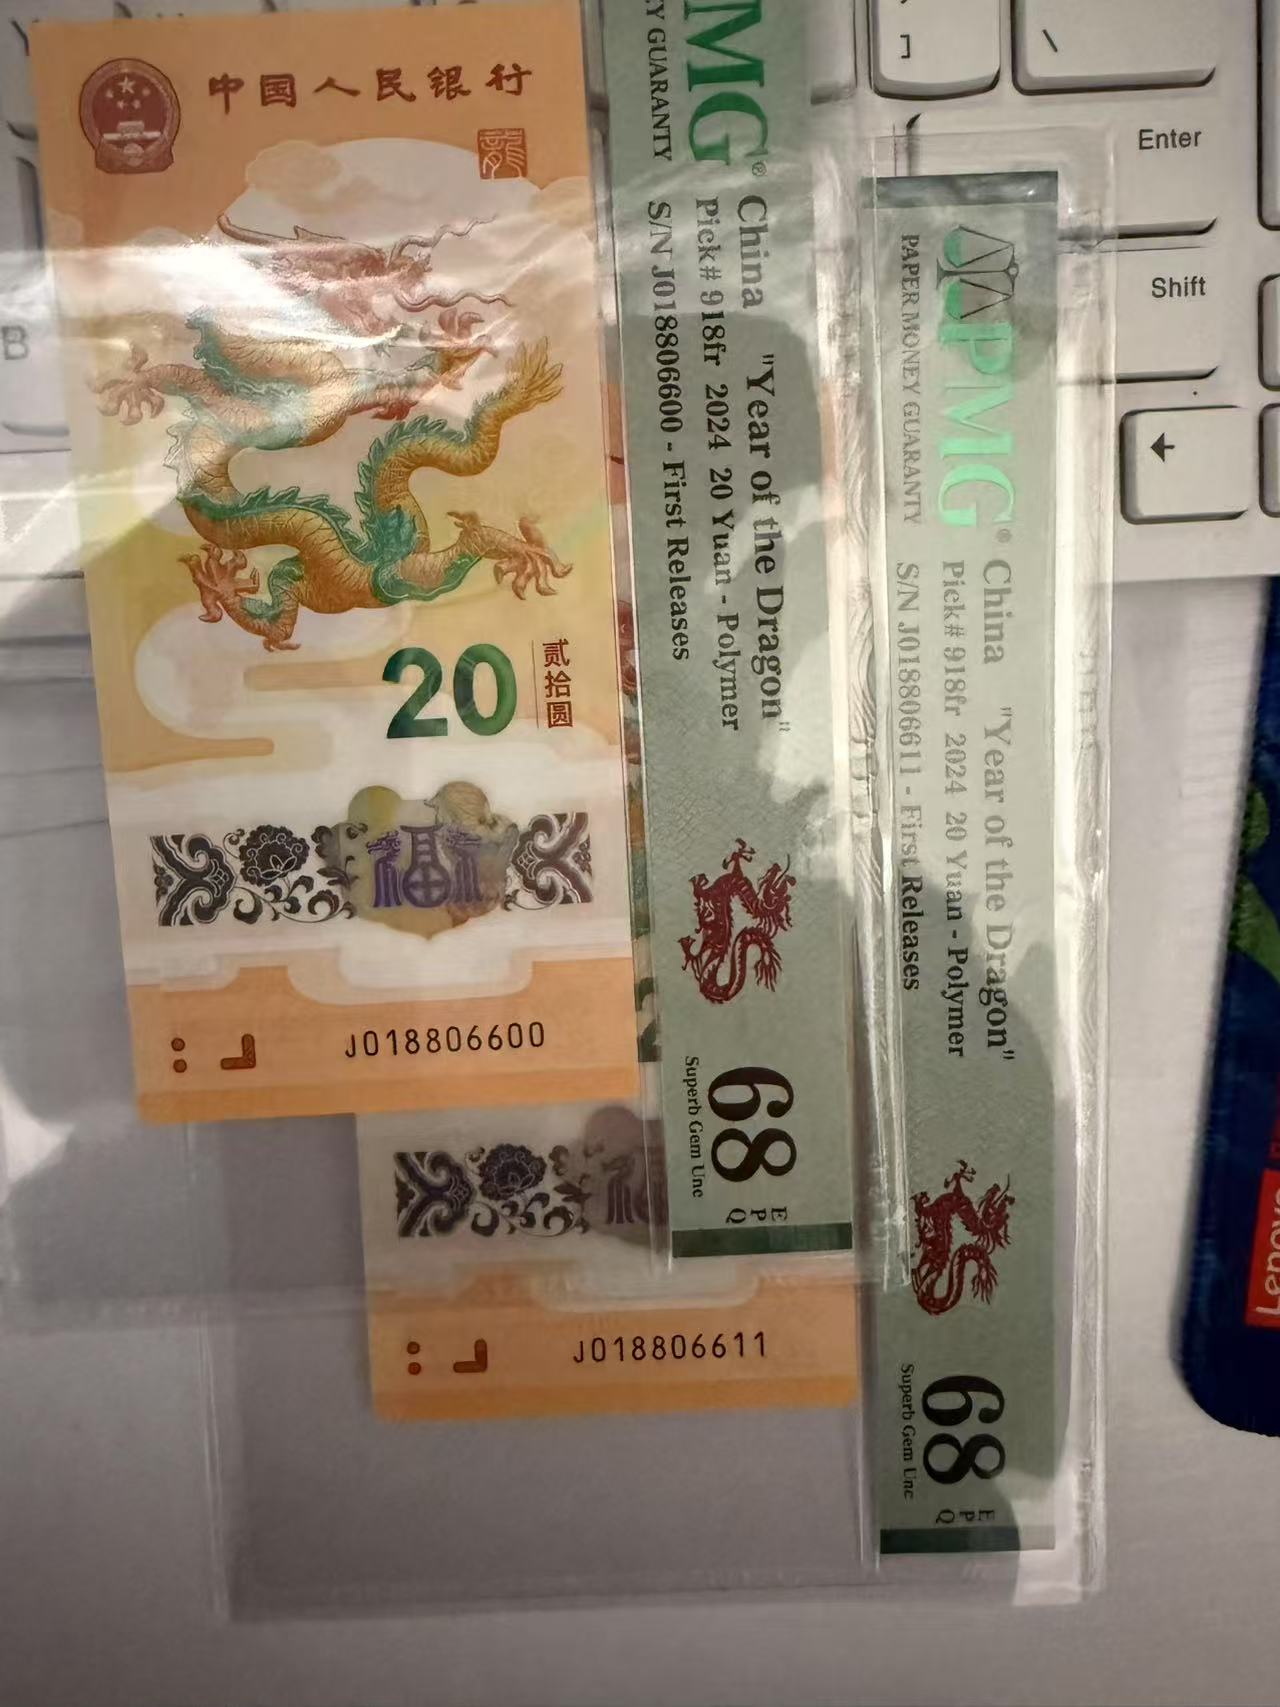 中国人民银行
龍
20
贰拾圆
福
J018806600
PMG®
Y GUARANTY
China "Year of the Dragon"
Pick# 918fr 2024 20 Yuan - Polymer
S/N J018806600 - First Releases
68
EPQ
Superb Gem Unc
J018806611
PMG®
PAPER MONEY GUARANTY
China "Year of the Dragon"
Pick# 918fr 2024 20 Yuan - Polymer
S/N J018806611 - First Releases
68
EPQ
Superb Gem Unc
Enter
Shift
]
\
B
Lenovo